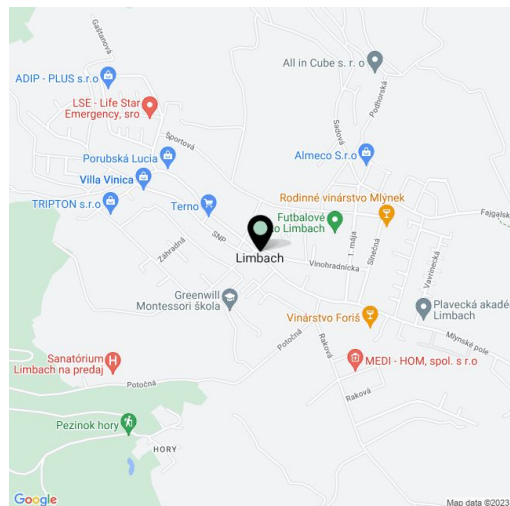 Gaštanová
All in Cube s. r. o
ADIP - PLUS s.r.o
LSE - Life Star
Emergency, sro
Podhorská
Sadová
Športová
Porubská Lucia
Almeco S.r.o
Villa Vinica
Rodinné vinárstvo Mlýnek
TRIPTON s.r.o
Terno
Futbalové
o Limbach
Fajgalsk
SNP
1. mája
Slnečná
Záhradná
Limbach
Vinohradnícka
Vavrinecká
Greenwill
Montessori škola
Plavecká akadé
Limbach
Vinárstvo Foriš
Mlynské pole
Potočná
Raková
Sanatórium
Limbach na predaj
MEDI - HOM, spol. s r.o
Potočná
Raková
Pezinok hory
HORY
Google
Map data ©2023